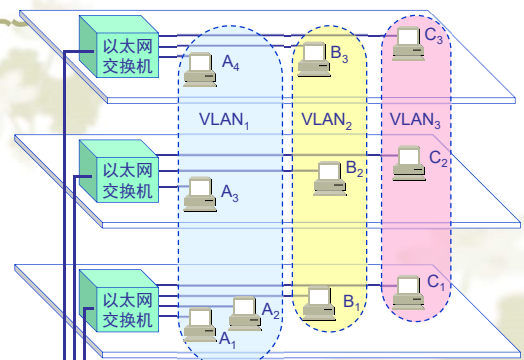 以太网
交换机
A₄
B₃
C₃
VLAN₁
VLAN₂
VLAN₃
以太网
交换机
A₃
B₂
C₂
以太网
交换机
A₁
A₂
B₁
C₁